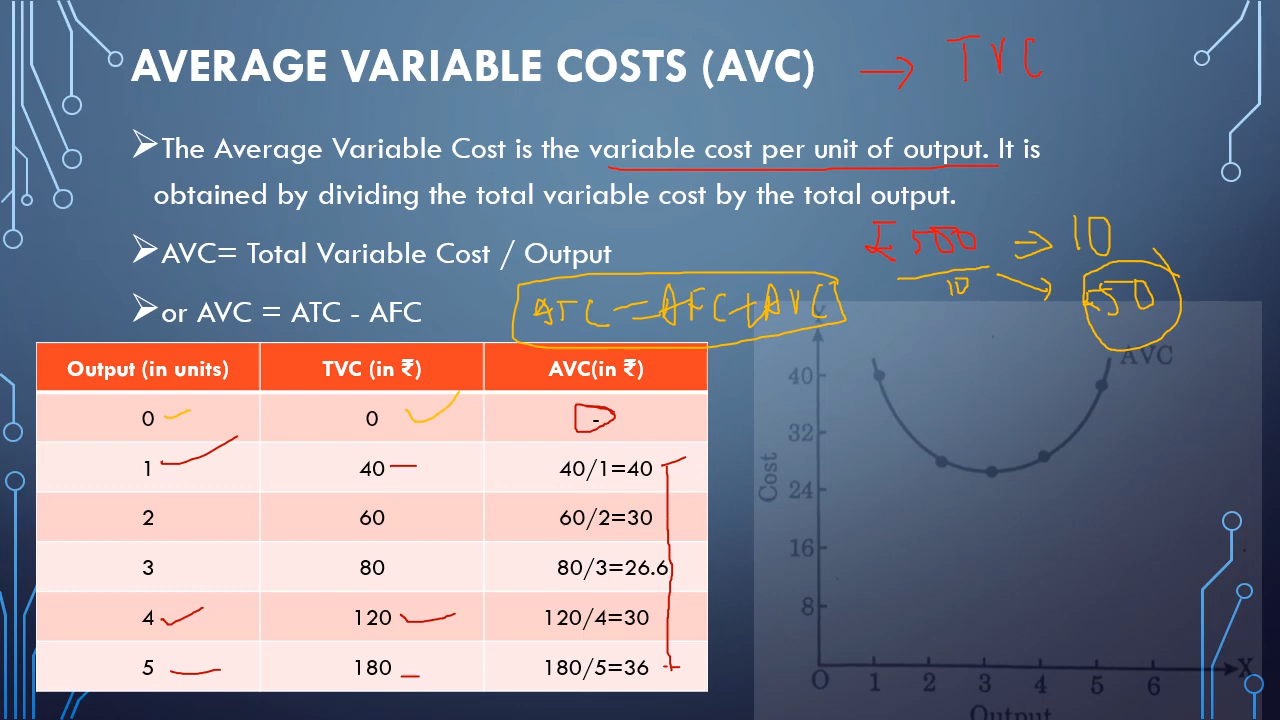 AVERAGE VARIABLE COSTS (AVC) → TVC
➢The Average Variable Cost is the variable cost per unit of output. It is
obtained by dividing the total variable cost by the total output.
➢AVC= Total Variable Cost / Output
₹500 ⇒ 10
10
50
➢or AVC = ATC - AFC
ATC = AFC + AVC
Output (in units) TVC (in ₹) AVC(in ₹)
0 0 -
1 40 40/1=40
2 60 60/2=30
3 80 80/3=26.6
4 120 120/4=30
5 180 180/5=36
Y
AVC
40
32
24
16
8
Cost
O 1 2 3 4 5 6 X
Output